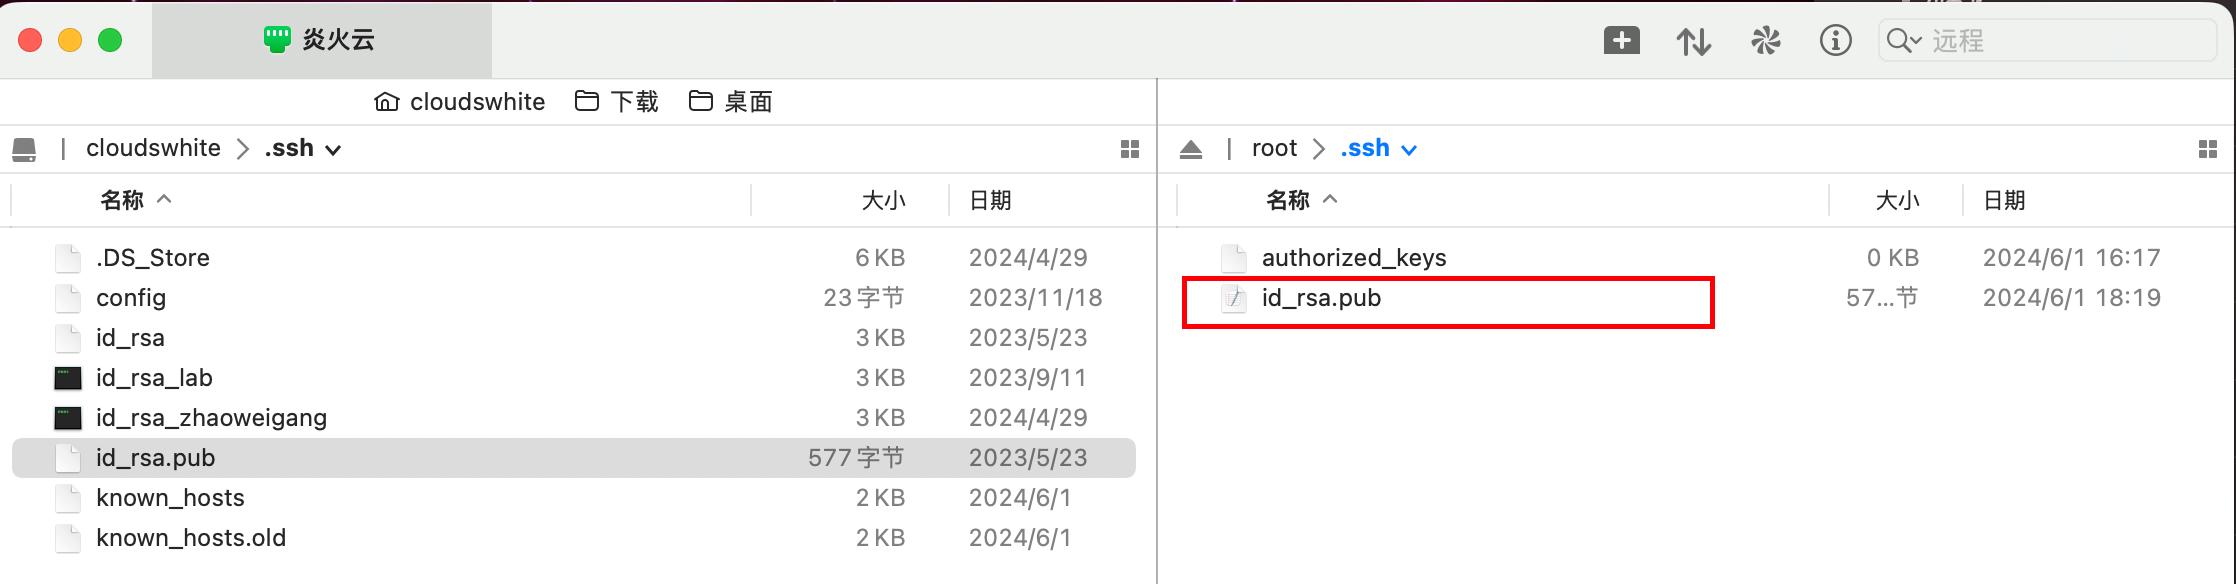 炎火云
远程
cloudswhite 下载 桌面
cloudswhite > .ssh
root > .ssh
名称 大小 日期
.DS_Store 6 KB 2024/4/29
config 23 字节 2023/11/18
id_rsa 3 KB 2023/5/23
id_rsa_lab 3 KB 2023/9/11
id_rsa_zhaoweigang 3 KB 2024/4/29
id_rsa.pub 577 字节 2023/5/23
known_hosts 2 KB 2024/6/1
known_hosts.old 2 KB 2024/6/1
名称 大小 日期
authorized_keys 0 KB 2024/6/1 16:17
id_rsa.pub 57...节 2024/6/1 18:19